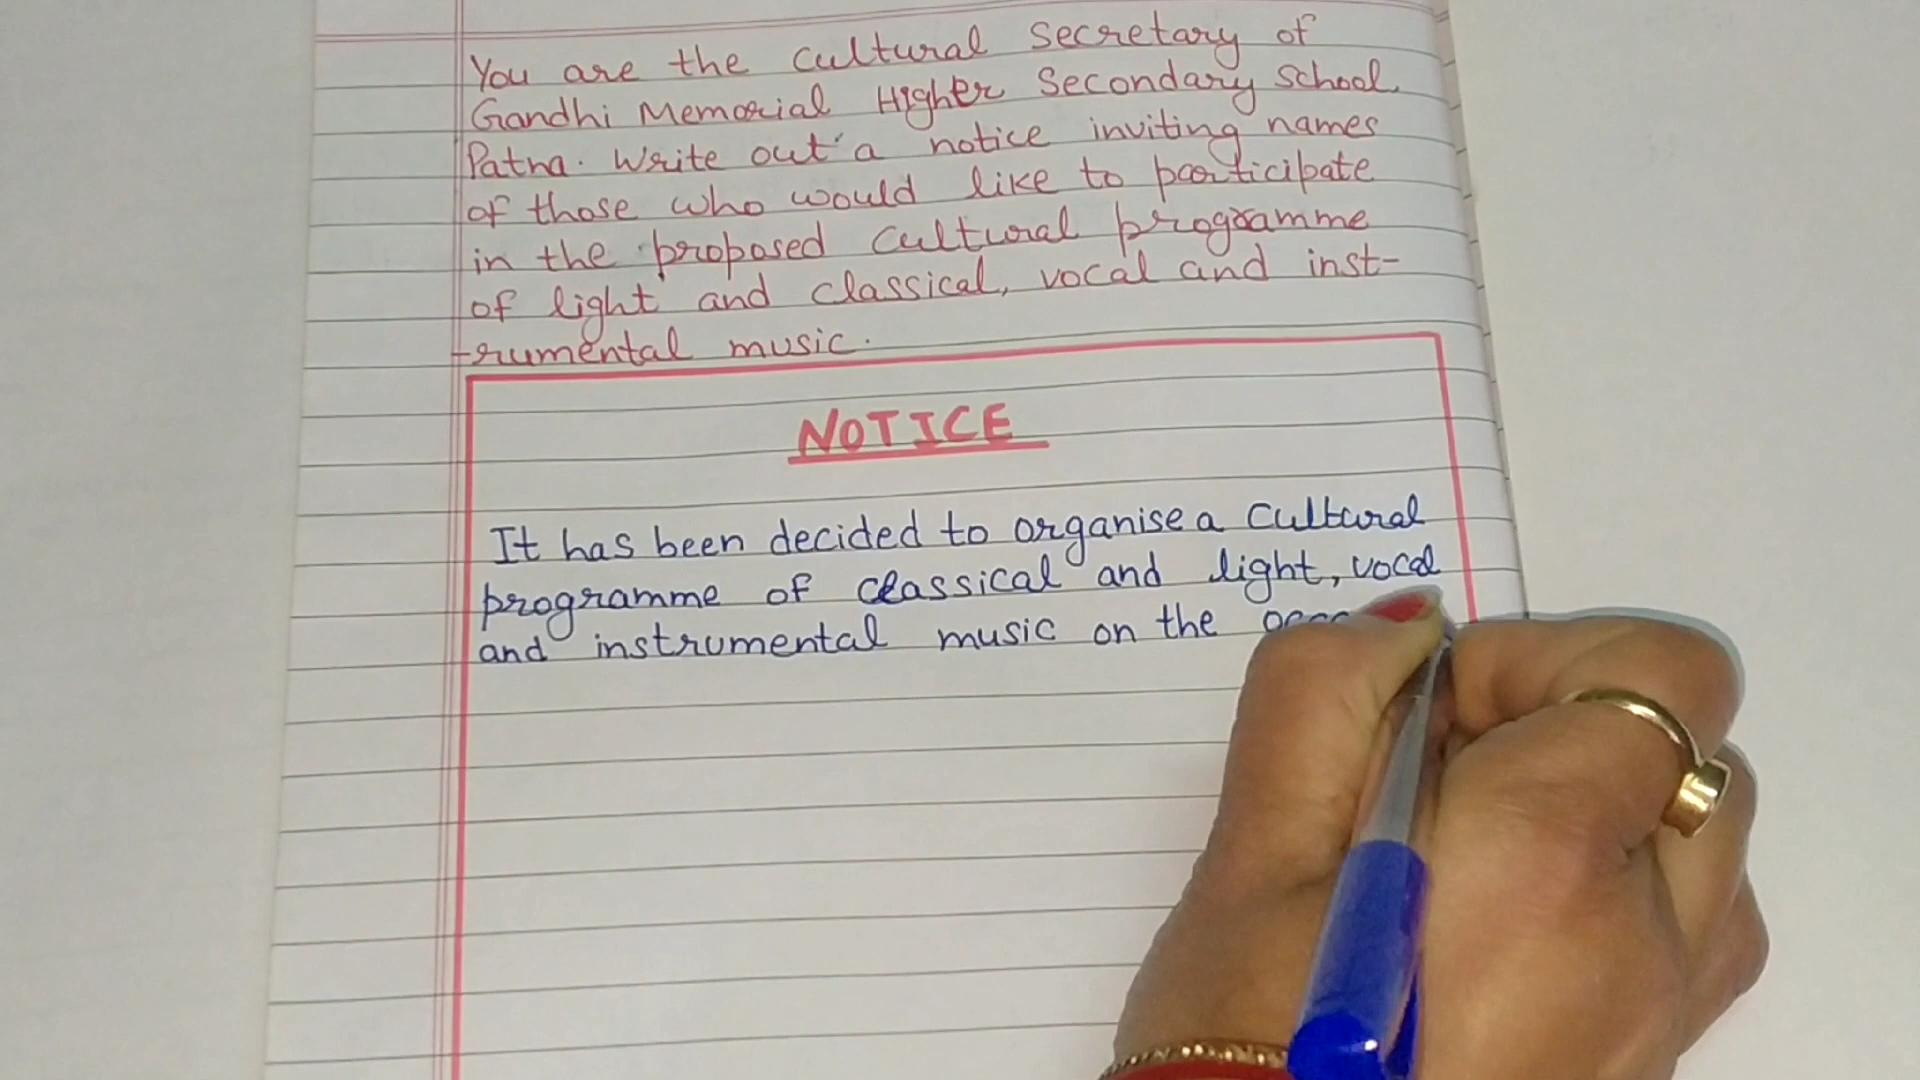 You are the cultural secretary of
Gandhi Memorial Higher Secondary School
Patna. Write out a notice inviting names
of those who would like to participate
in the proposed cultural programme
of light and classical, vocal and inst-
-rumental music.
NOTICE
It has been decided to organise a cultural
programme of classical and light, vocal
and instrumental music on the